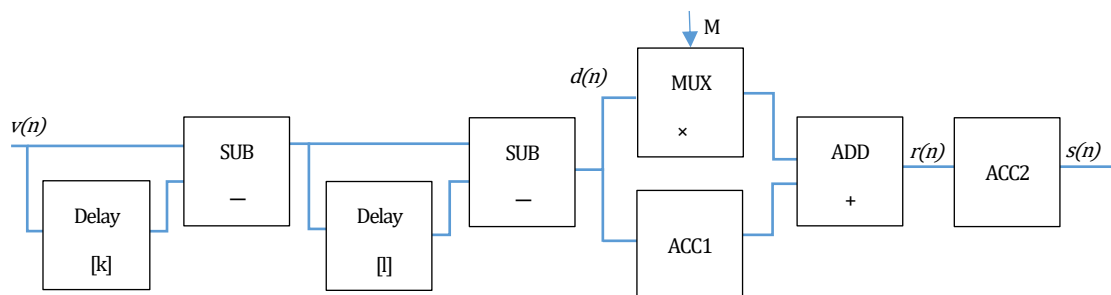 v(n)
SUB
—
Delay
[k]
SUB
—
Delay
[l]
d(n)
M
MUX
×
ACC1
ADD
+
r(n)
ACC2
s(n)